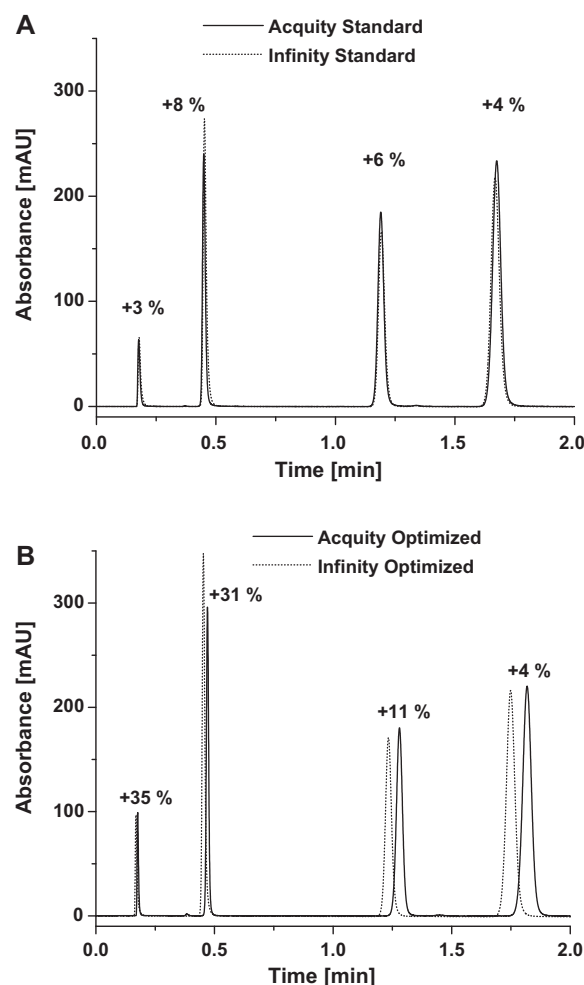 A
Acquity Standard
Infinity Standard
300
200
100
0
Absorbance [mAU]
+3 %
+8 %
+6 %
+4 %
0.0 0.5 1.0 1.5 2.0
Time [min]
B
Acquity Optimized
Infinity Optimized
300
200
100
0
Absorbance [mAU]
+35 %
+31 %
+11 %
+4 %
0.0 0.5 1.0 1.5 2.0
Time [min]